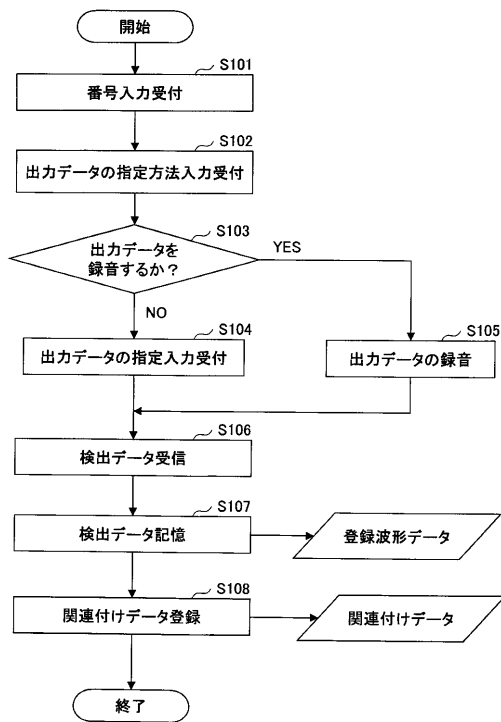 開始
S101
番号入力受付
S102
出力データの指定方法入力受付
S103
出力データを
録音するか？
YES
NO
S104
出力データの指定入力受付
S105
出力データの録音
S106
検出データ受信
S107
検出データ記憶
登録波形データ
S108
関連付けデータ登録
関連付けデータ
終了